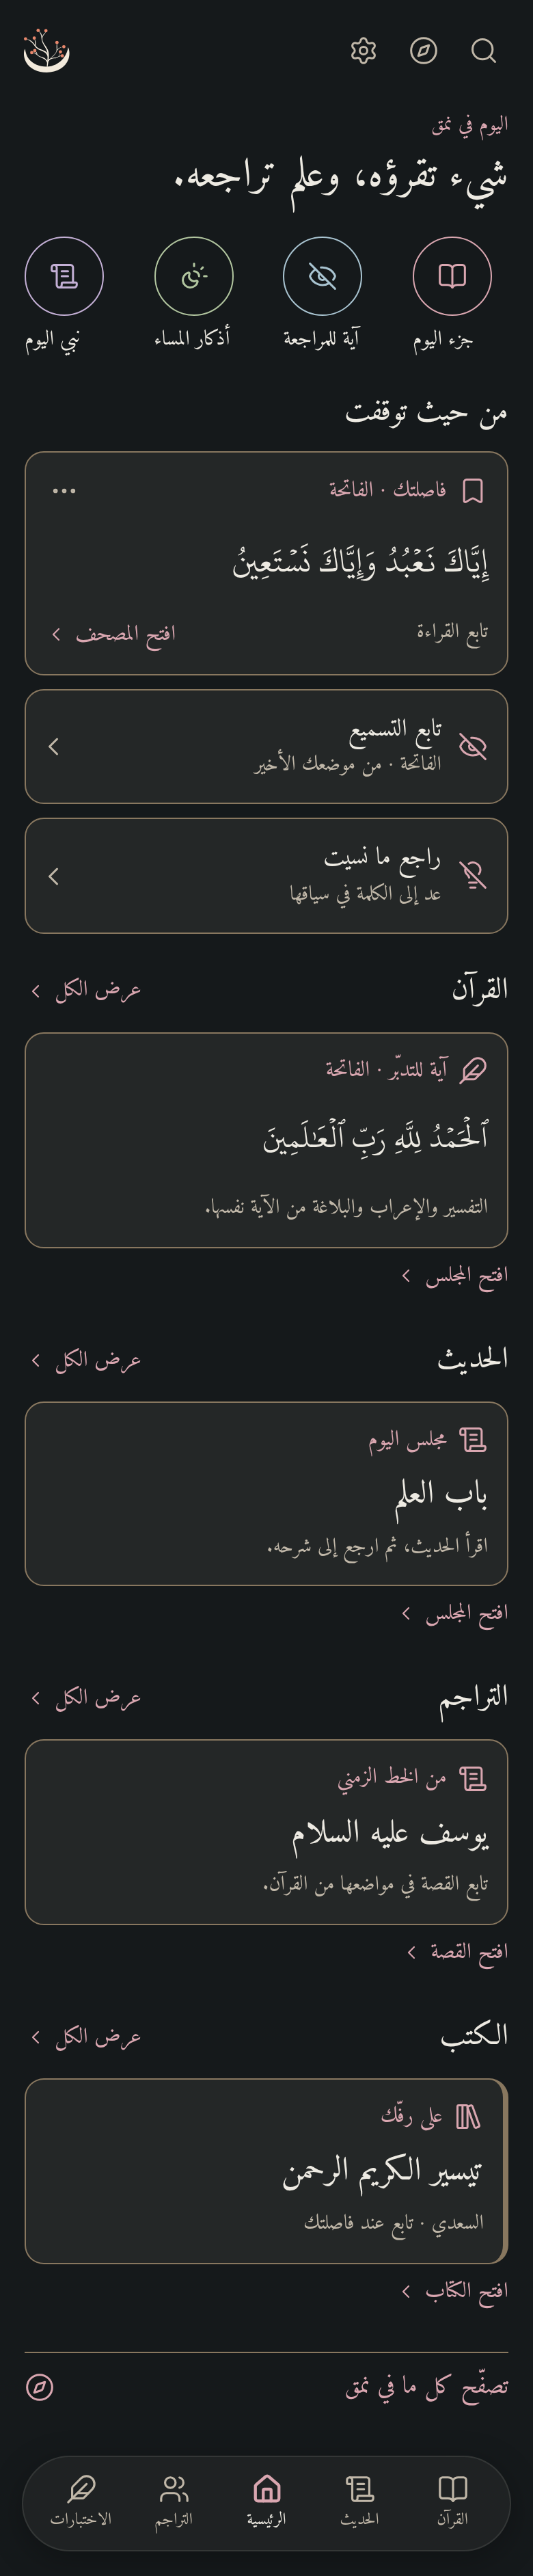 اليوم في نمق
شيء تقرؤه، وعلم تراجعه.
جزء اليوم
آية للمراجعة
أذكار المساء
نبي اليوم
من حيث توقفت
فاصلتك · الفاتحة
إِيَّاكَ نَعۡبُدُ وَإِيَّاكَ نَسۡتَعِينُ
تابع القراءة
افتح المصحف
تابع التسميع
الفاتحة · من موضعك الأخير
راجع ما نسيت
عد إلى الكلمة في سياقها
القرآن
عرض الكل
آية للتدبّر · الفاتحة
ٱلۡحَمۡدُ لِلَّهِ رَبِّ ٱلۡعَـٰلَمِينَ
التفسير والإعراب والبلاغة من الآية نفسها.
افتح المجلس
الحديث
عرض الكل
مجلس اليوم
باب العلم
اقرأ الحديث، ثم ارجع إلى شرحه.
افتح المجلس
التراجم
عرض الكل
من الخط الزمني
يوسف عليه السلام
تابع القصة في مواضعها من القرآن.
افتح القصة
الكتب
عرض الكل
على رفّك
تيسير الكريم الرحمن
السعدي · تابع عند فاصلتك
افتح الكتاب
تصفّح كل ما في نمق
القرآن
الحديث
الرئيسية
التراجم
الاختبارات